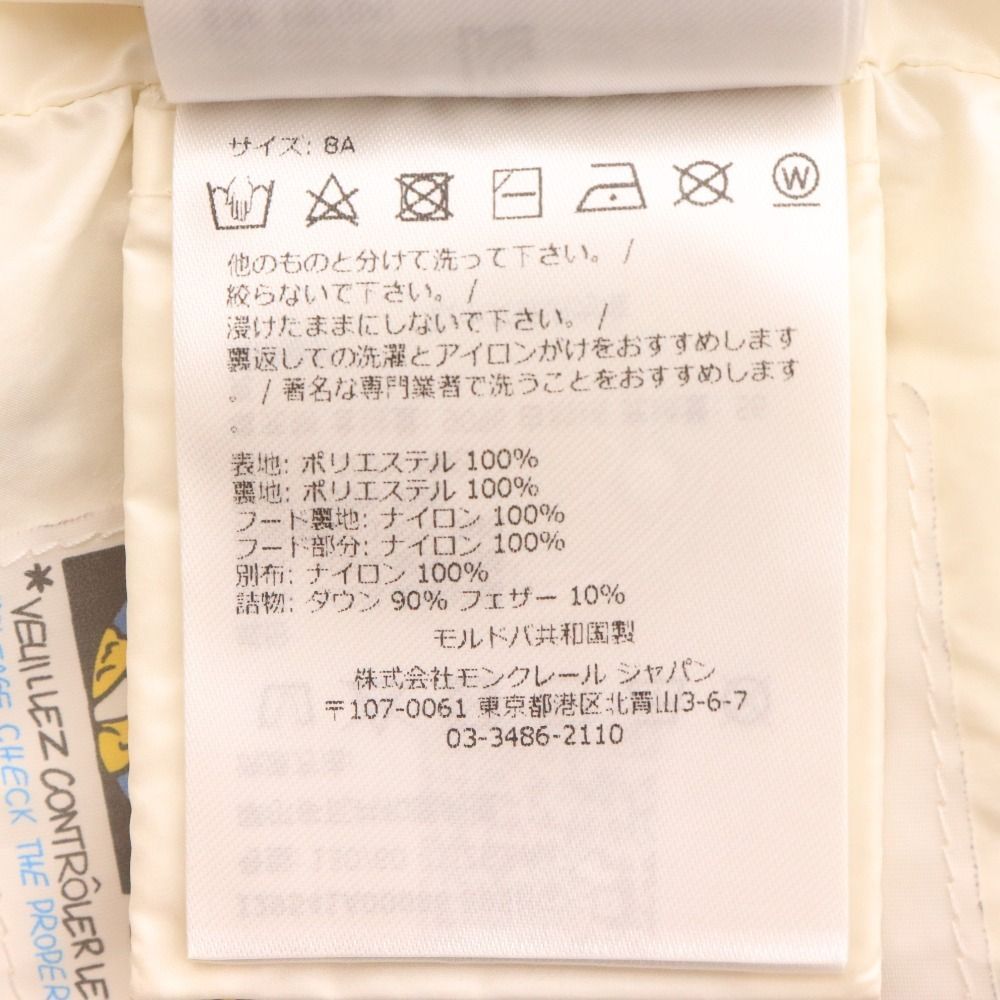 サイズ: 8A
W
他のものと分けて洗って下さい。 /
絞らないで下さい。 /
浸けたままにしないで下さい。 /
裏返しての洗濯とアイロンがけをおすすめします
。 / 著名な専門業者で洗うことをおすすめします
。
表地: ポリエステル 100%
裏地: ポリエステル 100%
フード裏地: ナイロン 100%
フード部分: ナイロン 100%
別布: ナイロン 100%
詰物: ダウン 90% フェザー 10%
モルドバ共和国製
株式会社モンクレール ジャパン
〒107-0061 東京都港区北青山3-6-7
03-3486-2110
*VEUILLEZ CONTRÔLER LE
CHECK THE PROPER